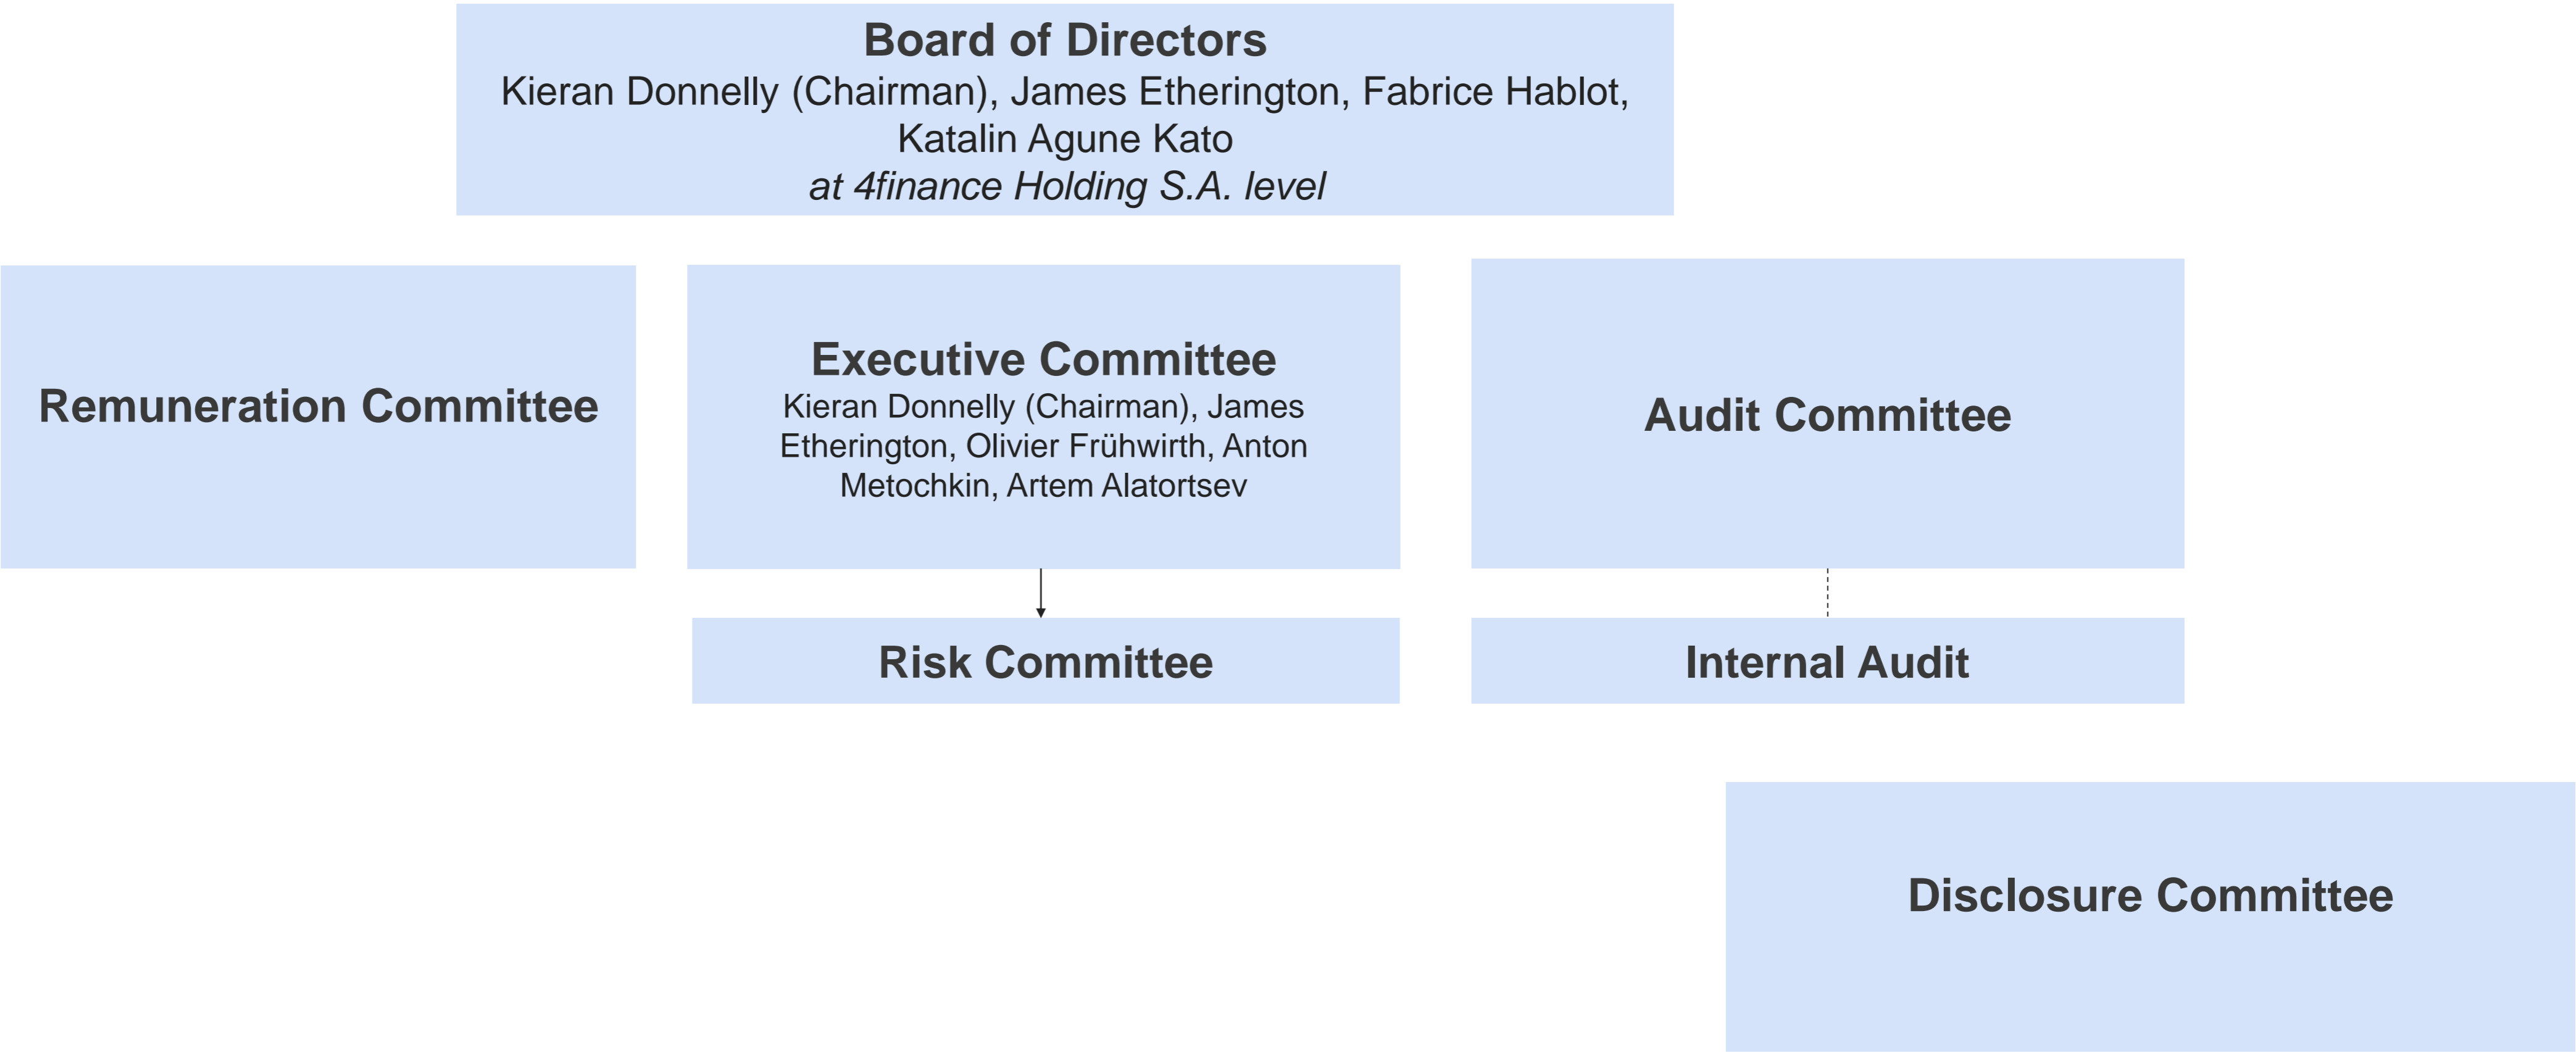 Board of Directors
Kieran Donnelly (Chairman), James Etherington, Fabrice Hablot,
Katalin Agune Kato
at 4finance Holding S.A. level
Remuneration Committee
Executive Committee
Kieran Donnelly (Chairman), James
Etherington, Olivier Frühwirth, Anton
Metochkin, Artem Alatortsev
Audit Committee
Risk Committee
Internal Audit
Disclosure Committee